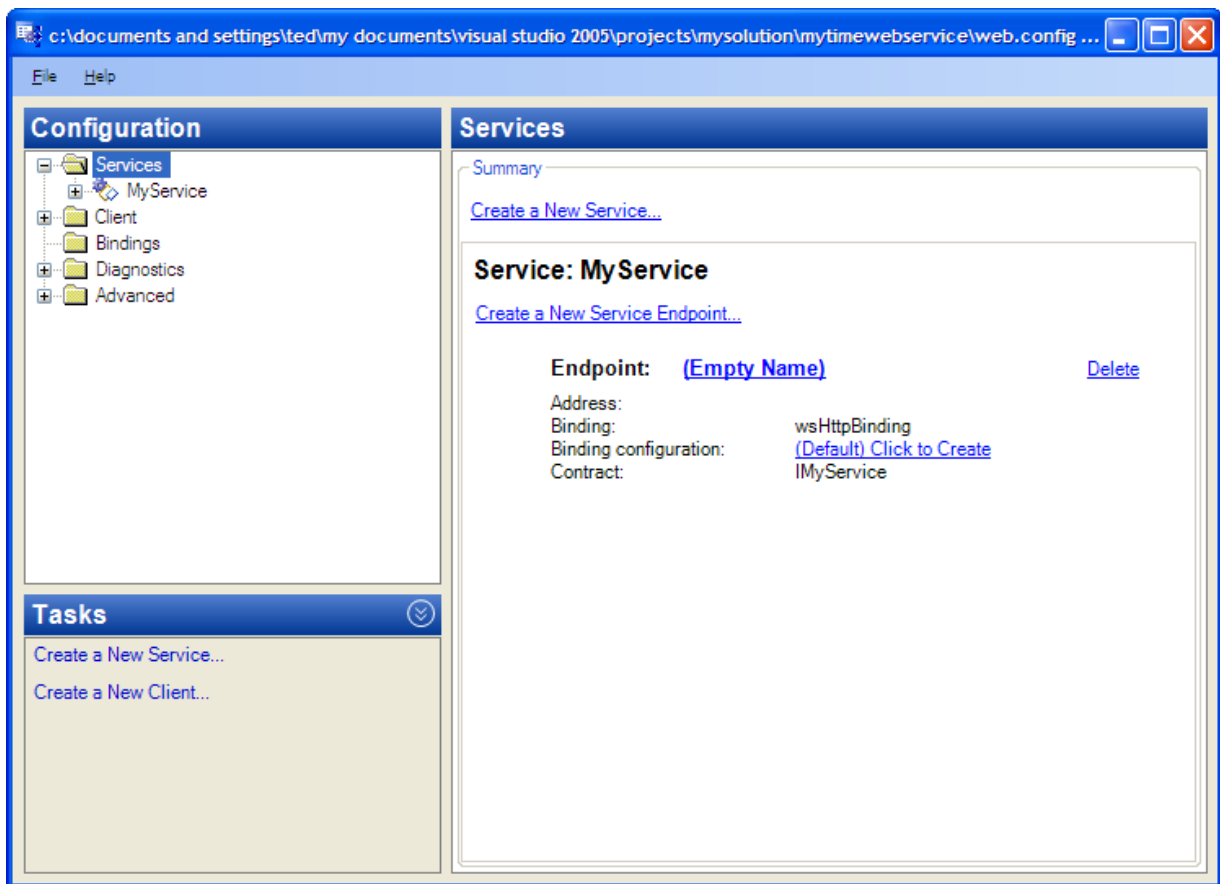 c:\documents and settings\ted\my documents\visual studio 2005\projects\mysolution\mytimewebservice\web.config ...
File Help
Configuration
Services
MyService
Client
Bindings
Diagnostics
Advanced
Tasks
Create a New Service...
Create a New Client...
Services
Summary
Create a New Service...
Service: MyService
Create a New Service Endpoint...
Endpoint: (Empty Name) Delete
Address:
Binding: wsHttpBinding
Binding configuration: (Default) Click to Create
Contract: IMyService